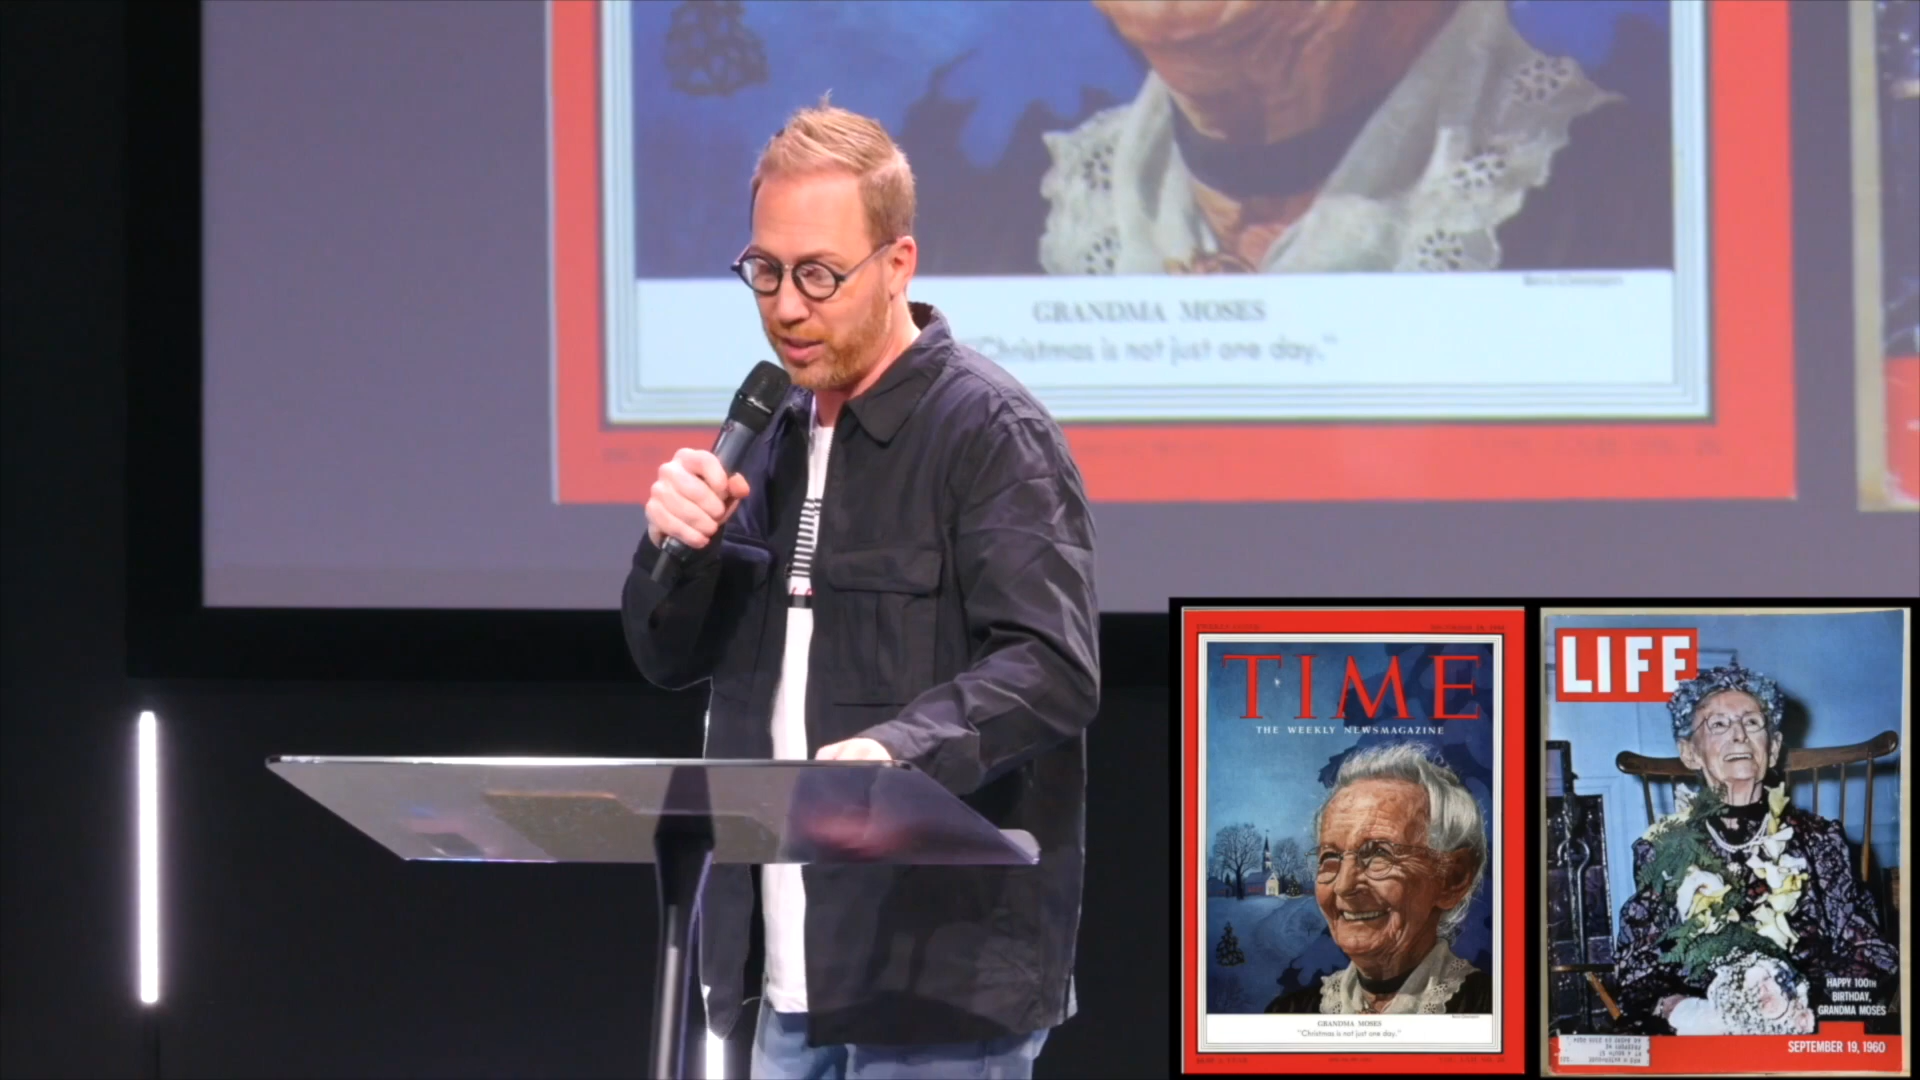 GRANDMA MOSES
"Christmas is not just one day."
TIME
THE WEEKLY NEWSMAGAZINE
GRANDMA MOSES
"Christmas is not just one day."
LIFE
HAPPY 100TH
BIRTHDAY,
GRANDMA MOSES
SEPTEMBER 19, 1960